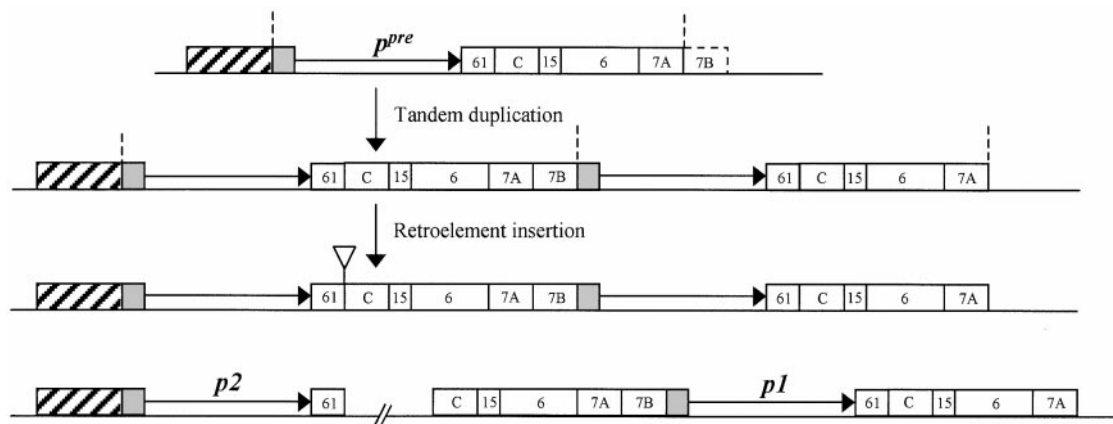 p^pre
61 C 15 6 7A 7B
Tandem duplication
61 C 15 6 7A 7B 61 C 15 6 7A
Retroelement insertion
61 C 15 6 7A 7B 61 C 15 6 7A
p2 p1
61 // C 15 6 7A 7B 61 C 15 6 7A